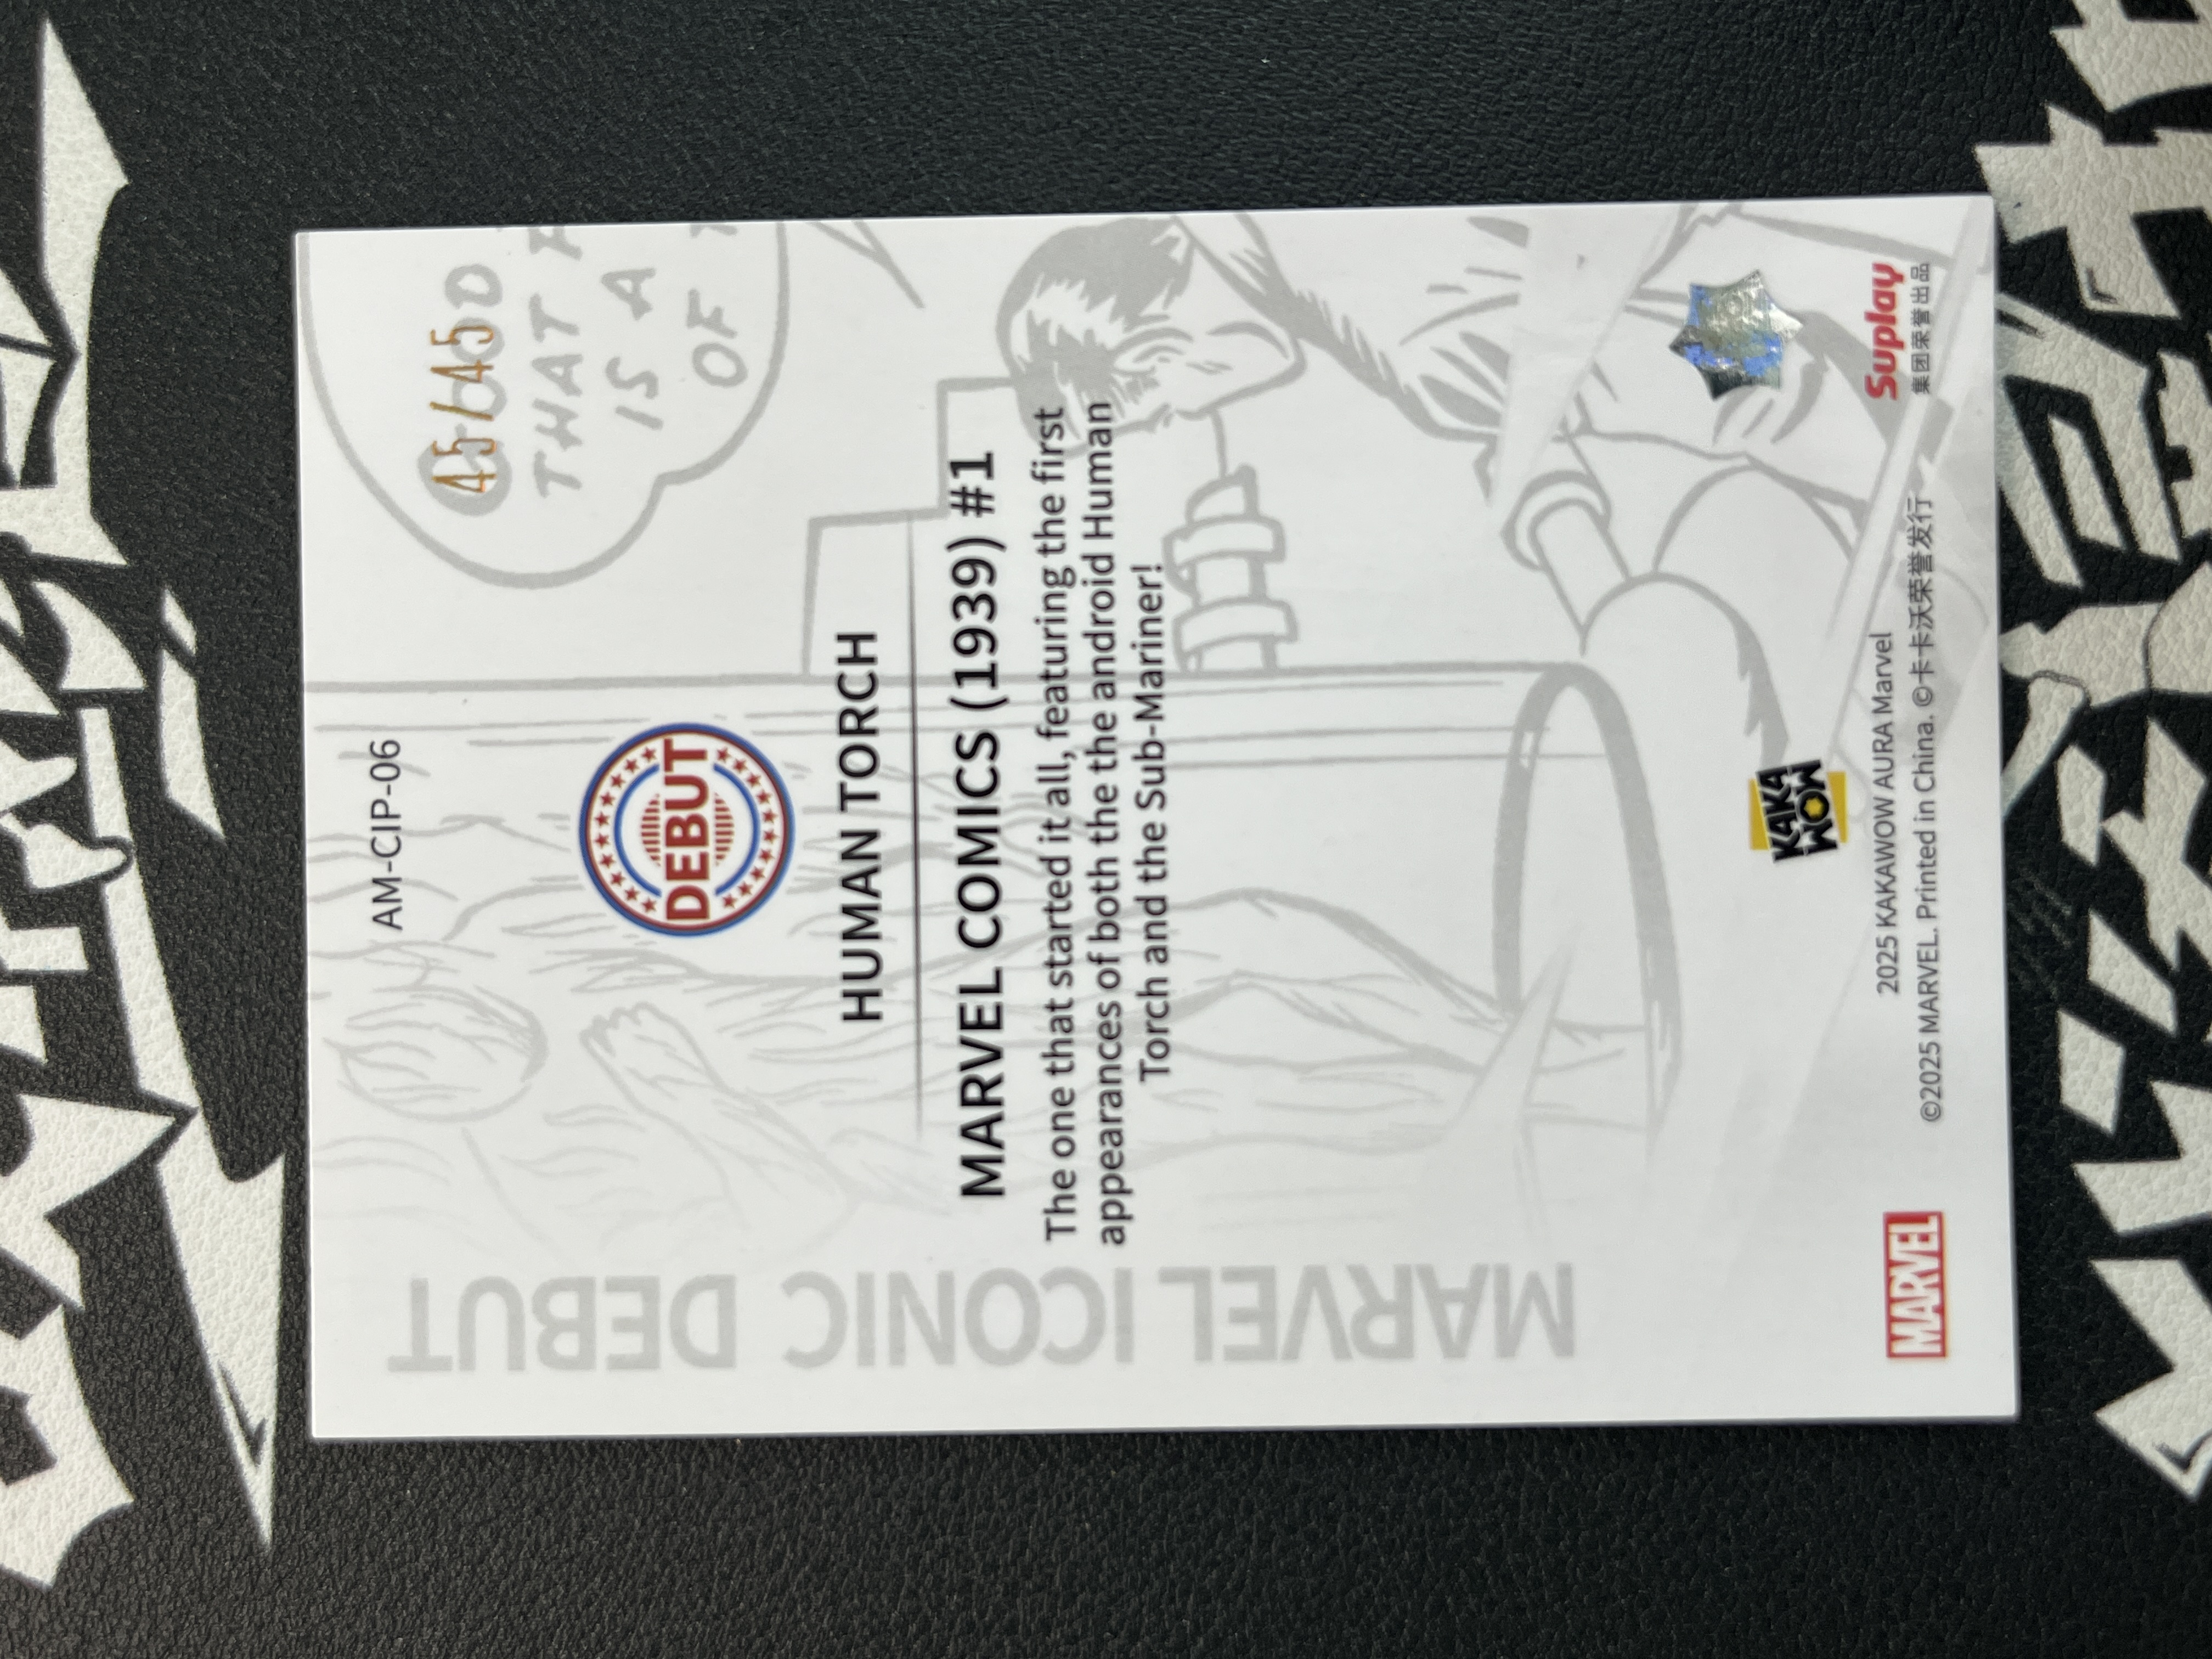 AM-CIP-06
45/45
GOOD
THAT
IS A
OF
DEBUT
HUMAN TORCH
MARVEL COMICS (1939) #1
The one that started it all, featuring the first
appearances of both the the android Human
Torch and the Sub-Mariner!
MARVEL ICONIC DEBUT
KAKA
WOW
MARVEL
2025 KAKAWOW AURA Marvel
©2025 MARVEL. Printed in China. ©卡卡沃荣誉发行
Suplay
集团荣誉出品